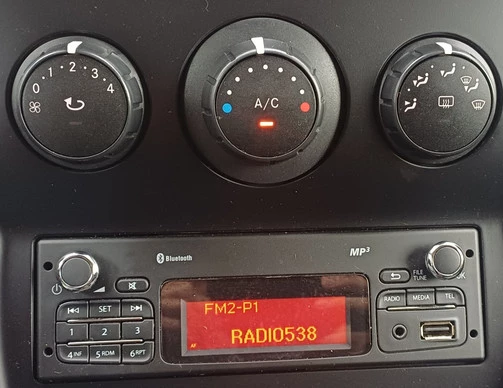 0 1 2 3 4
A/C
Bluetooth
MP3
FILE
TUNE
OK
SET
RADIO MEDIA TEL
1 2 3
4 INF 5 RDM 6 RPT
FM2-P1
RADIO538
AF